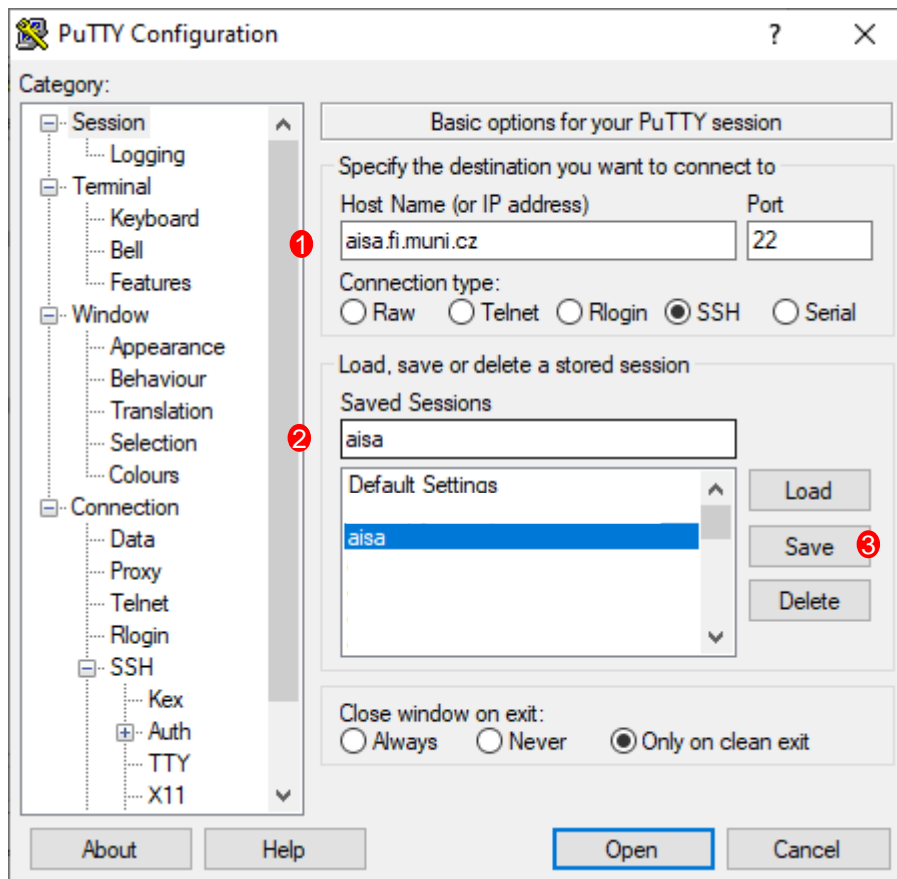 PuTTY Configuration ? ×
Category:
Session
Logging
Terminal
Keyboard
Bell
Features
Window
Appearance
Behaviour
Translation
Selection
Colours
Connection
Data
Proxy
Telnet
Rlogin
SSH
Kex
Auth
TTY
X11
Basic options for your PuTTY session
Specify the destination you want to connect to
Host Name (or IP address) Port
1 aisa.fi.muni.cz 22
Connection type:
Raw Telnet Rlogin SSH Serial
Load, save or delete a stored session
Saved Sessions
2 aisa
Default Settings
aisa
Load
Save 3
Delete
Close window on exit:
Always Never Only on clean exit
About Help Open Cancel